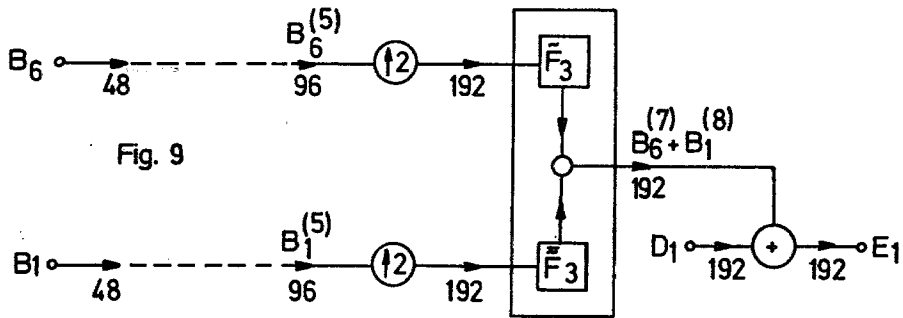 B6 48 B6(5) 96 ↑2 192 F̃3
Fig. 9
B6(7) + B1(8) 192
B1 48 B1(5) 96 ↑2 192 F̃̃3
D1 192 + 192 E1